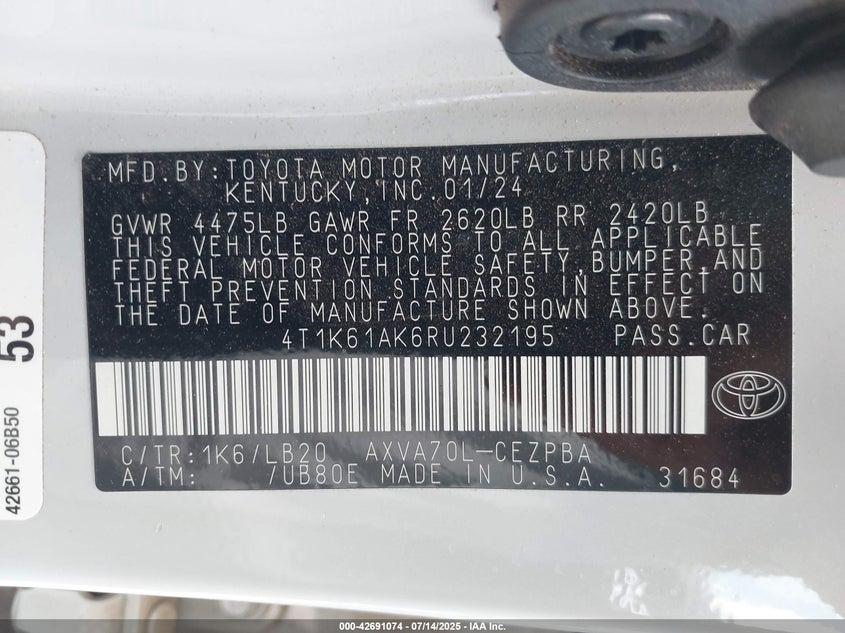 MFD.BY:TOYOTA MOTOR MANUFACTURING,
KENTUCKY,INC.01/24
GVWR 4475LB GAWR FR 2620LB RR 2420LB
THIS VEHICLE CONFORMS TO ALL APPLICABLE
FEDERAL MOTOR VEHICLE SAFETY,BUMPER,AND
THEFT PREVENTION STANDARDS IN EFFECT ON
THE DATE OF MANUFACTURE SHOWN ABOVE.
4T1K61AK6RU232195 PASS.CAR
C/TR:1K6/LB20 AXVA70L-CEZPBA
A/TM: /UB80E MADE IN U.S.A. 31684
53
42661-06B50
000-42691074 / 07/14/2025 - IAA Inc.